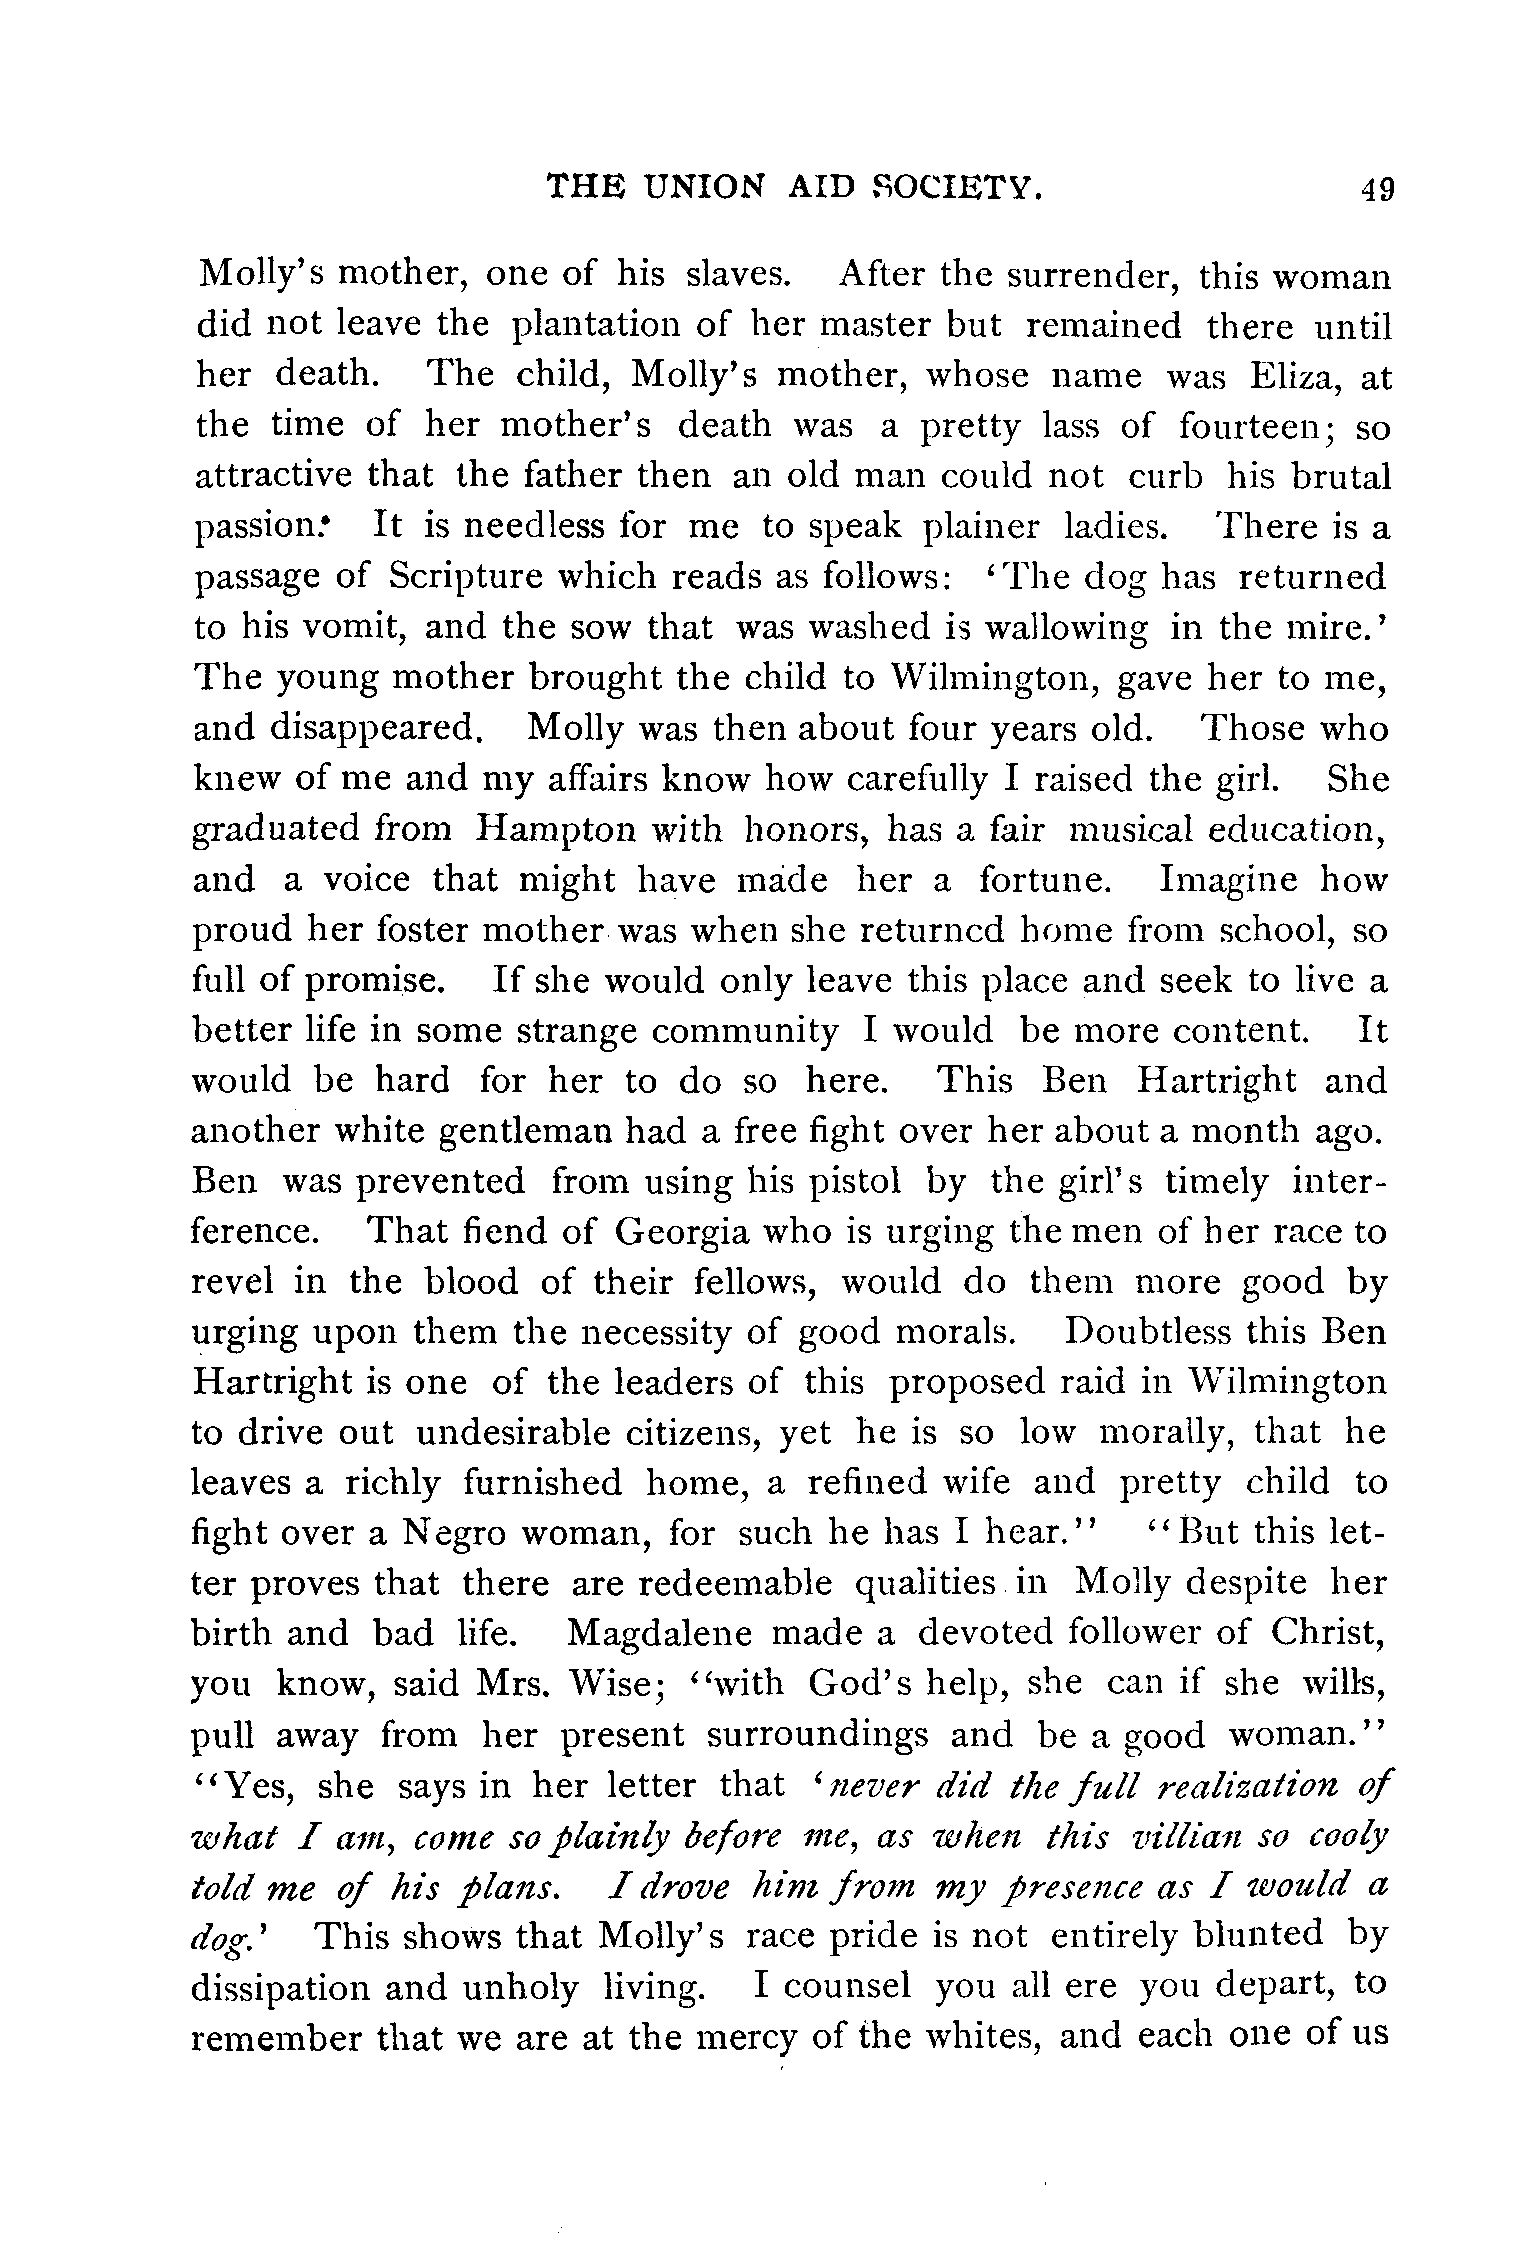 THE UNION AID SOCIETY. 49
Molly's mother, one of his slaves. After the surrender, this woman
did not leave the plantation of her master but remained there until
her death. The child, Molly's mother, whose name was Eliza, at
the time of her mother's death was a pretty lass of fourteen; so
attractive that the father then an old man could not curb his brutal
passion. It is needless for me to speak plainer ladies. There is a
passage of Scripture which reads as follows: 'The dog has returned
to his vomit, and the sow that was washed is wallowing in the mire.'
The young mother brought the child to Wilmington, gave her to me,
and disappeared. Molly was then about four years old. Those who
knew of me and my affairs know how carefully I raised the girl. She
graduated from Hampton with honors, has a fair musical education,
and a voice that might have made her a fortune. Imagine how
proud her foster mother was when she returned home from school, so
full of promise. If she would only leave this place and seek to live a
better life in some strange community I would be more content. It
would be hard for her to do so here. This Ben Hartright and
another white gentleman had a free fight over her about a month ago.
Ben was prevented from using his pistol by the girl's timely inter-
ference. That fiend of Georgia who is urging the men of her race to
revel in the blood of their fellows, would do them more good by
urging upon them the necessity of good morals. Doubtless this Ben
Hartright is one of the leaders of this proposed raid in Wilmington
to drive out undesirable citizens, yet he is so low morally, that he
leaves a richly furnished home, a refined wife and pretty child to
fight over a Negro woman, for such he has I hear." "But this let-
ter proves that there are redeemable qualities in Molly despite her
birth and bad life. Magdalene made a devoted follower of Christ,
you know, said Mrs. Wise; "with God's help, she can if she wills,
pull away from her present surroundings and be a good woman."
"Yes, she says in her letter that 'never did the full realization of
what I am, come so plainly before me, as when this villian so cooly
told me of his plans. I drove him from my presence as I would a
dog.' This shows that Molly's race pride is not entirely blunted by
dissipation and unholy living. I counsel you all ere you depart, to
remember that we are at the mercy of the whites, and each one of us